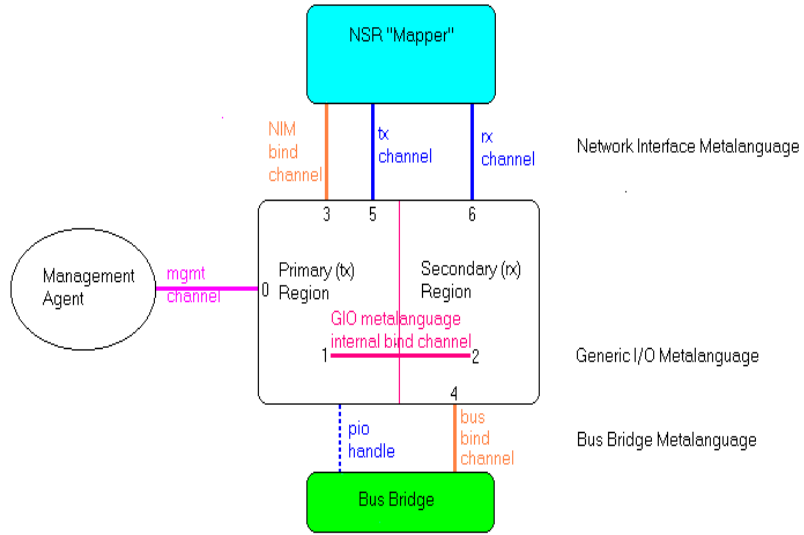 NSR "Mapper"
NIM
bind
channel
tx
channel
rx
channel
Network Interface Metalanguage
3
5
6
Management
Agent
mgmt
channel
0
Primary (tx)
Region
Secondary (rx)
Region
GIO metalanguage
internal bind channel
1
2
Generic I/O Metalanguage
4
pio
handle
bus
bind
channel
Bus Bridge Metalanguage
Bus Bridge